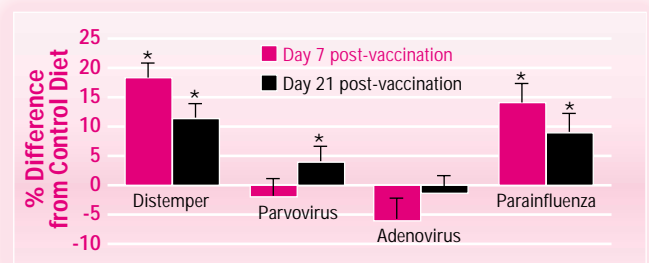 % Difference
from Control Diet
25
20
15
10
5
0
-5
-10
Day 7 post-vaccination
Day 21 post-vaccination
*
*
*
*
*
Distemper
Parvovirus
Adenovirus
Parainfluenza